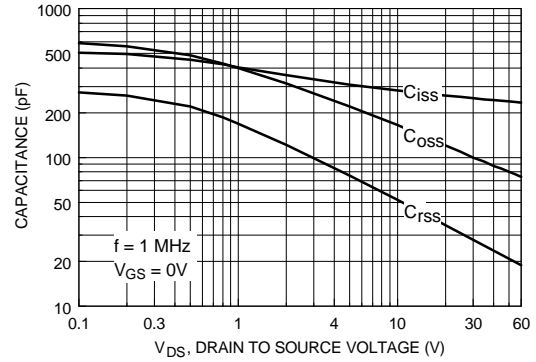 1000
500
200
100
50
20
10
CAPACITANCE (pF)
Ciss
Coss
Crss
f = 1 MHz
VGS = 0V
0.1
0.3
1
4
10
30
60
VDS, DRAIN TO SOURCE VOLTAGE (V)